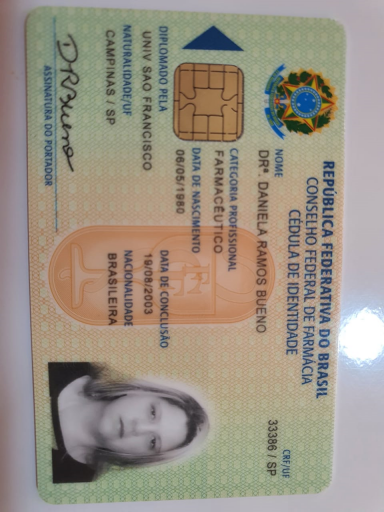 REPÚBLICA FEDERATIVA DO BRASIL
CONSELHO FEDERAL DE FARMÁCIA
CÉDULA DE IDENTIDADE
CRF/UF
33386 / SP
NOME
DRª. DANIELA RAMOS BUENO
CATEGORIA PROFISSIONAL
FARMACÊUTICO
DATA DE NASCIMENTO
06/05/1980
DATA DE CONCLUSÃO
19/08/2003
DIPLOMADO PELA
UNIV SAO FRANCISCO
NATURALIDADE/UF
CAMPINAS / SP
NACIONALIDADE
BRASILEIRA
DRBueno
ASSINATURA DO PORTADOR